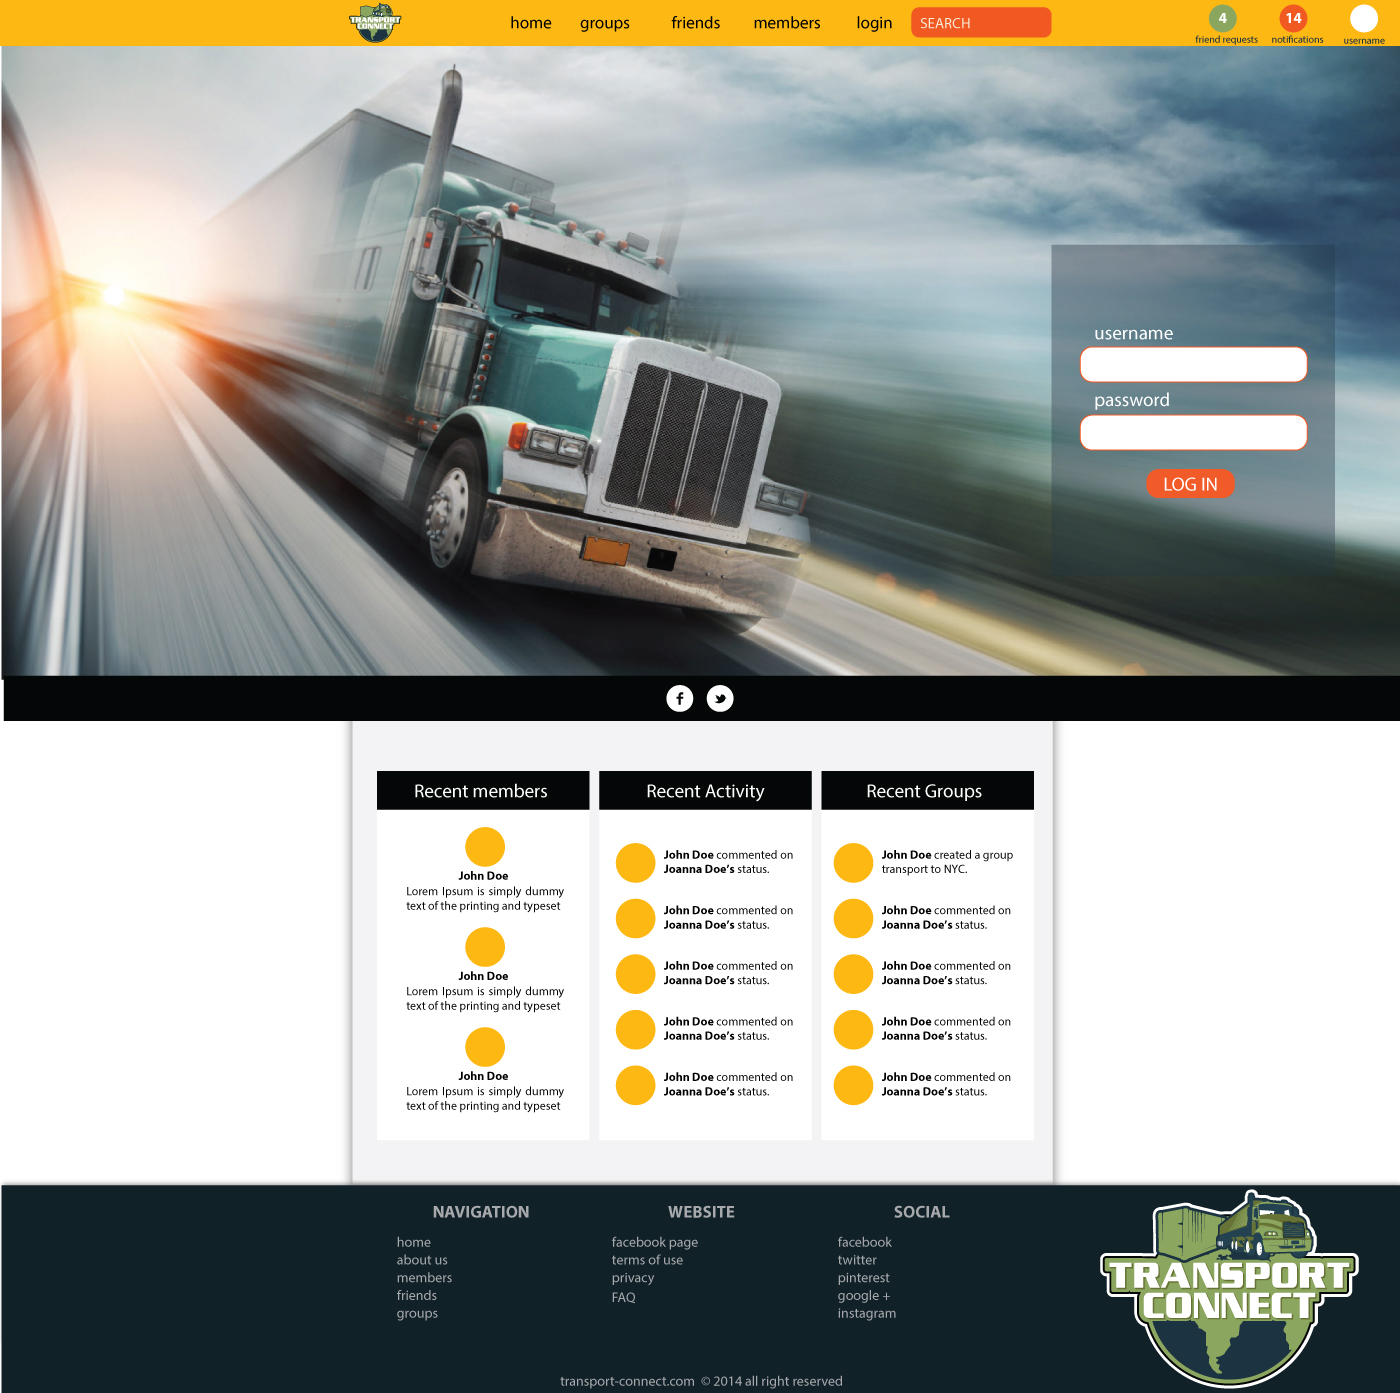 TRANSPORT
CONNECT
home groups friends members login SEARCH
4 14
friend requests notifications username
username
password
LOG IN
f
Recent members
John Doe
Lorem Ipsum is simply dummy
text of the printing and typeset
John Doe
Lorem Ipsum is simply dummy
text of the printing and typeset
John Doe
Lorem Ipsum is simply dummy
text of the printing and typeset
Recent Activity
John Doe commented on
Joanna Doe's status.
John Doe commented on
Joanna Doe's status.
John Doe commented on
Joanna Doe's status.
John Doe commented on
Joanna Doe's status.
John Doe commented on
Joanna Doe's status.
Recent Groups
John Doe created a group
transport to NYC.
John Doe commented on
Joanna Doe's status.
John Doe commented on
Joanna Doe's status.
John Doe commented on
Joanna Doe's status.
John Doe commented on
Joanna Doe's status.
NAVIGATION
home
about us
members
friends
groups
WEBSITE
facebook page
terms of use
privacy
FAQ
SOCIAL
facebook
twitter
pinterest
google +
instagram
TRANSPORT
CONNECT
transport-connect.com © 2014 all right reserved